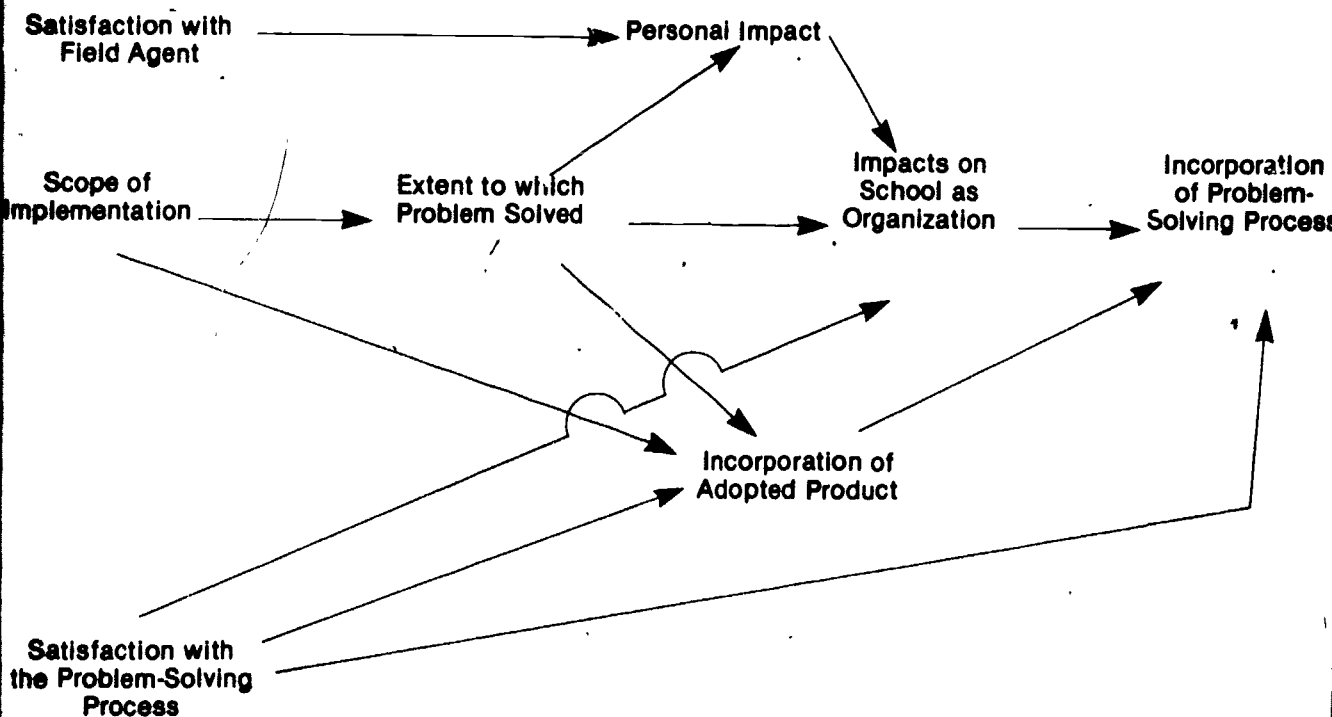 Satisfaction with
Field Agent
Personal Impact
Scope of
Implementation
Extent to which
Problem Solved
Impacts on
School as
Organization
Incorporation
of Problem-
Solving Process
Incorporation of
Adopted Product
Satisfaction with
the Problem-Solving
Process